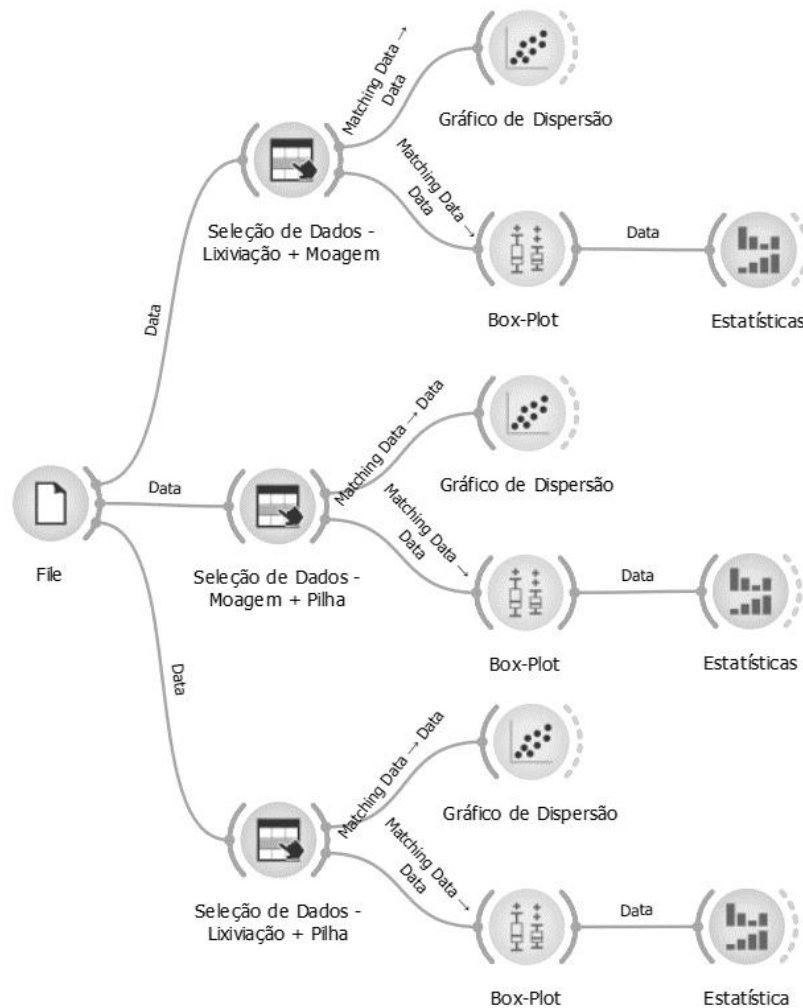 Matching Data →
Data
Gráfico de Dispersão
Matching Data →
Data
Seleção de Dados -
Lixiviação + Moagem
Data
Box-Plot
Estatísticas
Data
Matching Data → Data
Gráfico de Dispersão
Data
Matching Data →
Data
File
Seleção de Dados -
Moagem + Pilha
Data
Box-Plot
Estatísticas
Data
Matching Data → Data
Gráfico de Dispersão
Matching Data →
Data
Seleção de Dados -
Lixiviação + Pilha
Data
Box-Plot
Estatística